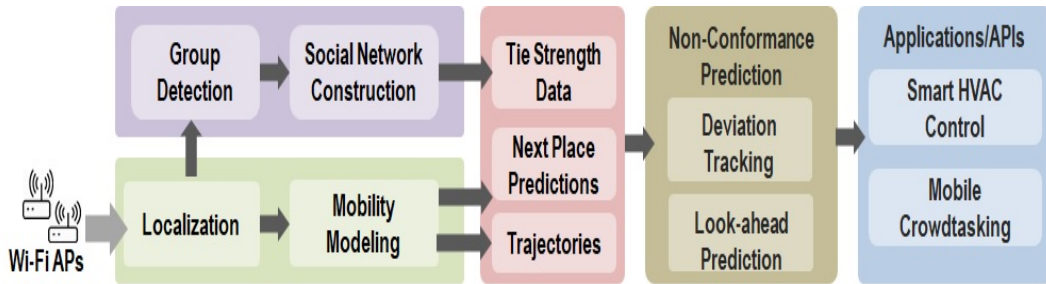 Group
Detection
Social Network
Construction
Tie Strength
Data
Non-Conformance
Prediction
Applications/APIs
Smart HVAC
Control
Deviation
Tracking
Next Place
Predictions
Wi-Fi APs
Localization
Mobility
Modeling
Trajectories
Look-ahead
Prediction
Mobile
Crowdtasking